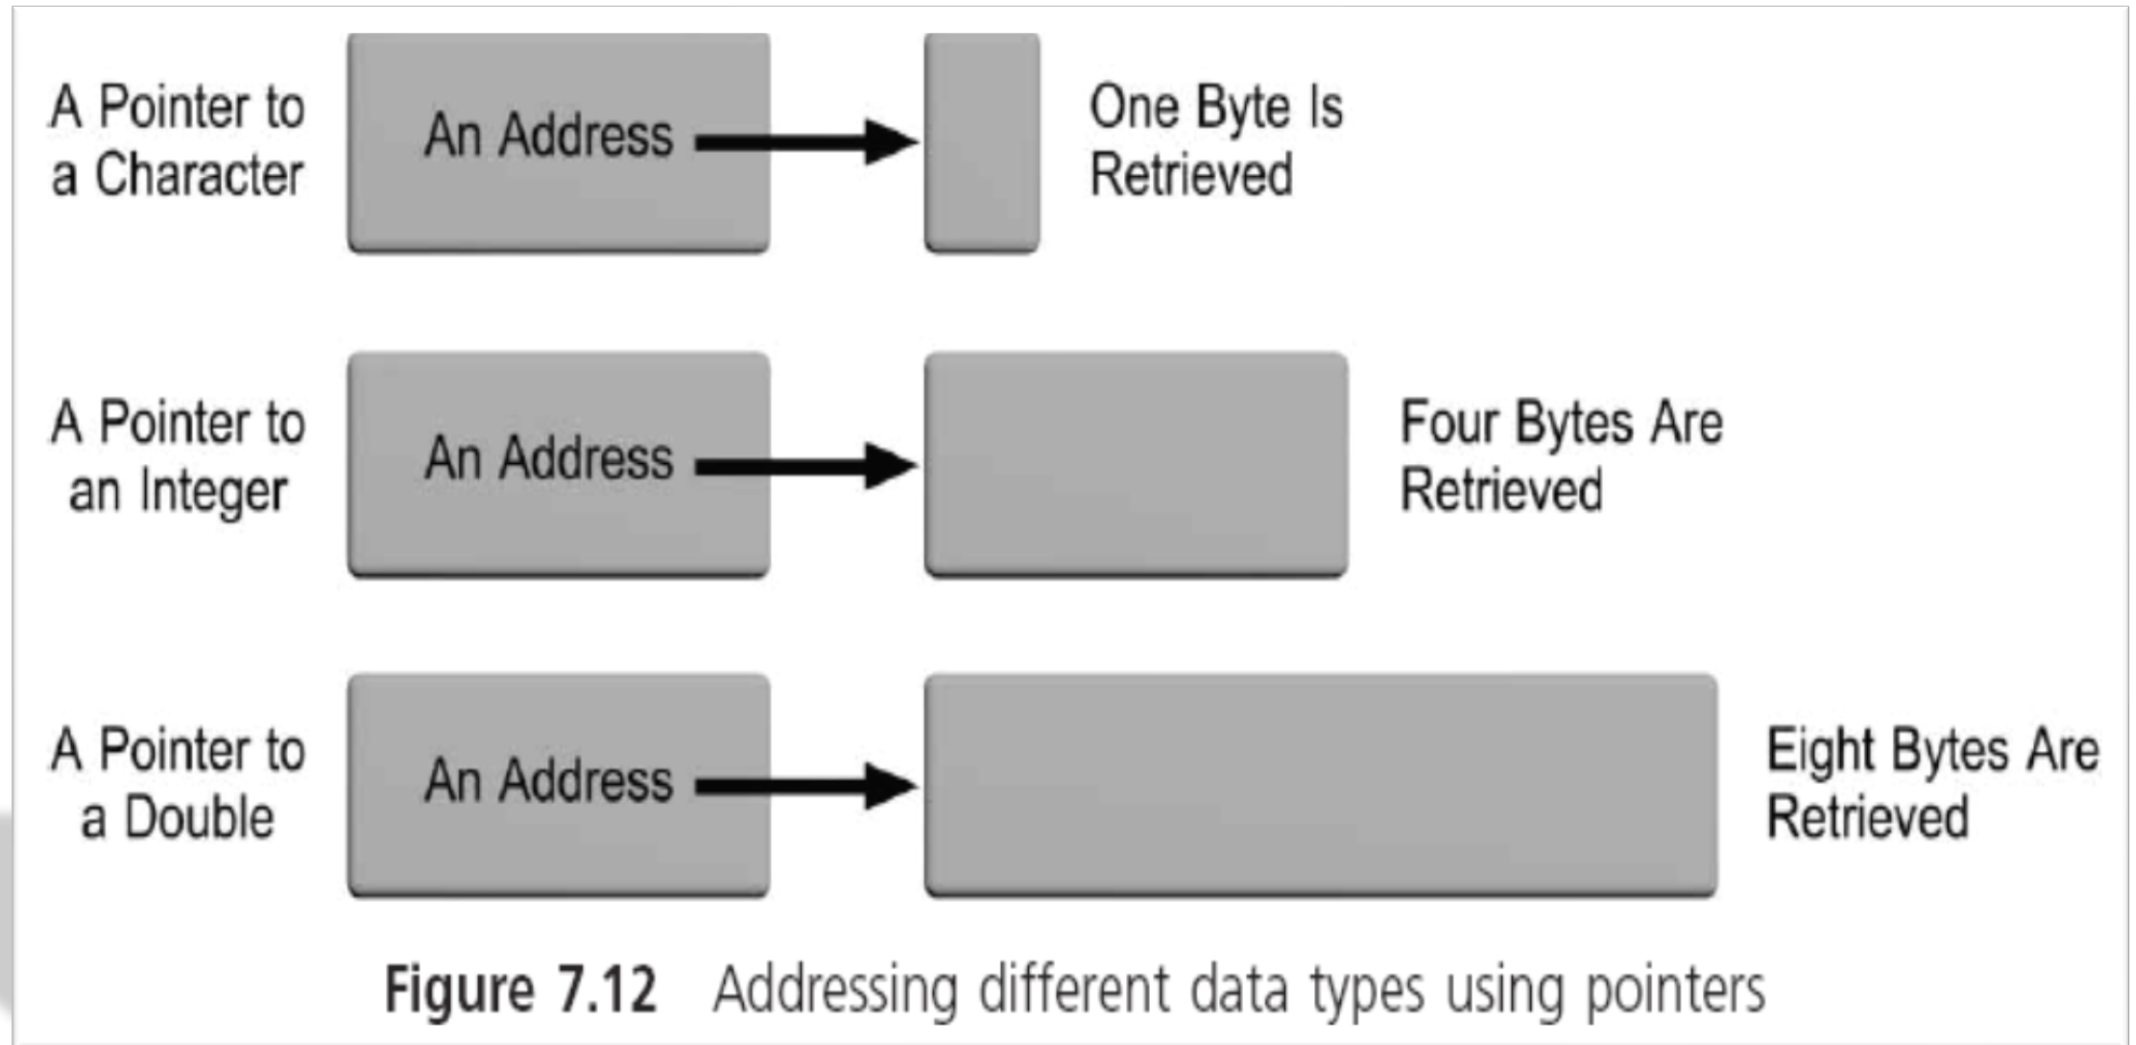 A Pointer to
a Character
An Address
One Byte Is
Retrieved
A Pointer to
an Integer
An Address
Four Bytes Are
Retrieved
A Pointer to
a Double
An Address
Eight Bytes Are
Retrieved
Figure 7.12 Addressing different data types using pointers